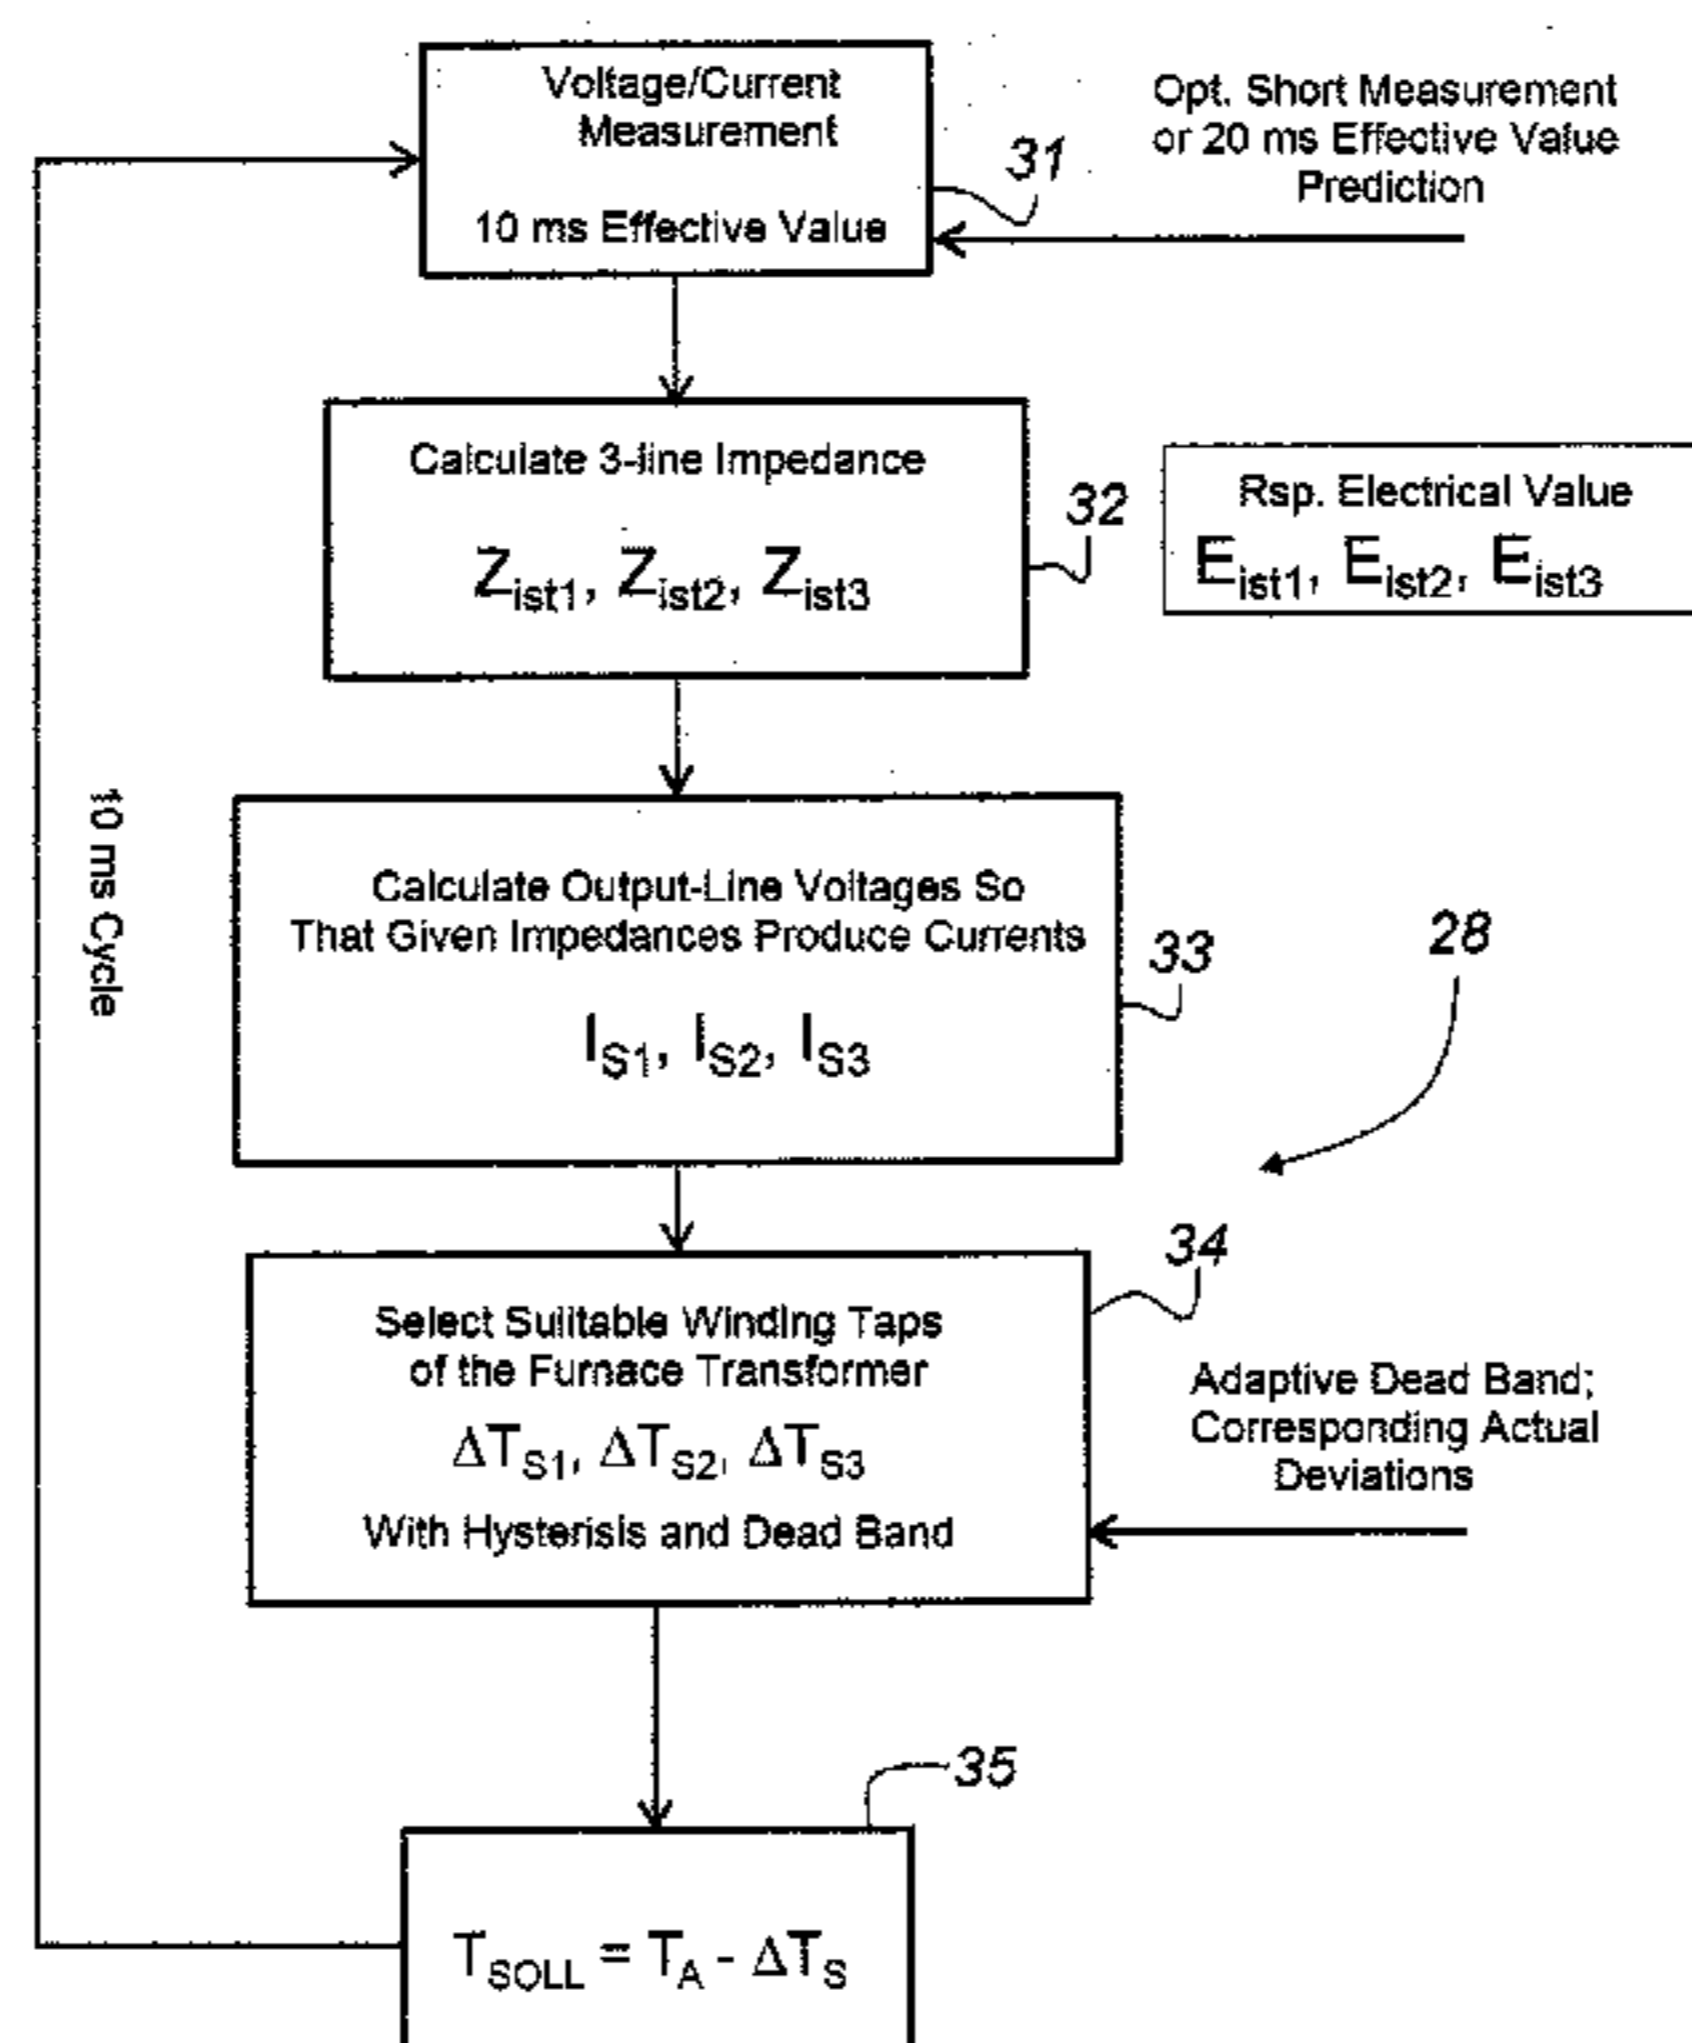 Voltage/Current
Measurement
10 ms Effective Value
31
Opt. Short Measurement
or 20 ms Effective Value
Prediction
Calculate 3-line Impedance
Zist1, Zist2, Zist3
32
Rsp. Electrical Value
Eist1, Eist2, Eist3
10 ms Cycle
Calculate Output-Line Voltages So
That Given Impedances Produce Currents
IS1, IS2, IS3
33
28
34
Select Suiitable Winding Taps
of the Furnace Transformer
ΔTS1, ΔTS2, ΔTS3
With Hysterisis and Dead Band
Adaptive Dead Band;
Corresponding Actual
Deviations
35
TSOLL = TA - ΔTS